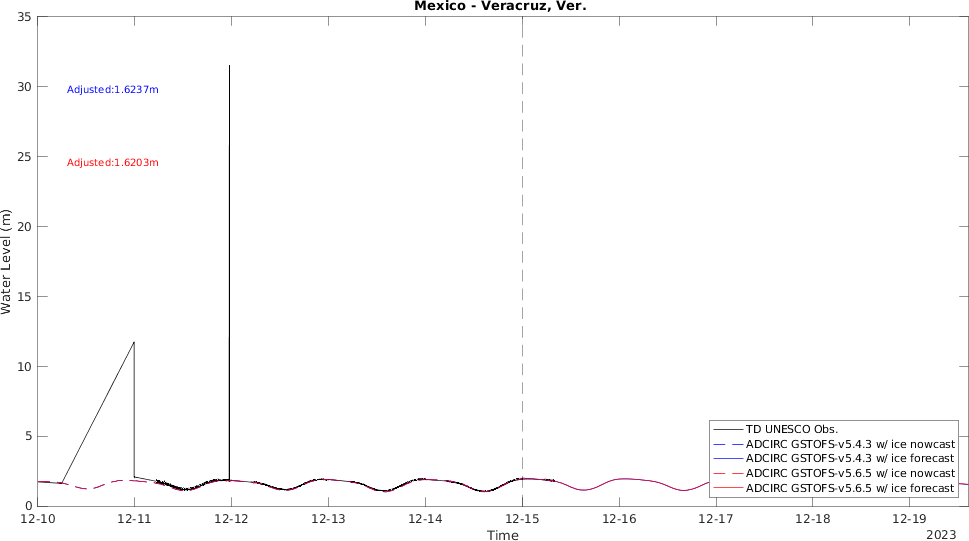 Mexico - Veracruz, Ver.
35
30
25
20
15
10
5
0
Water Level (m)
Adjusted:1.6237m
Adjusted:1.6203m
TD UNESCO Obs.
ADCIRC GSTOFS-v5.4.3 w/ ice nowcast
ADCIRC GSTOFS-v5.4.3 w/ ice forecast
ADCIRC GSTOFS-v5.6.5 w/ ice nowcast
ADCIRC GSTOFS-v5.6.5 w/ ice forecast
12-10 12-11 12-12 12-13 12-14 12-15 12-16 12-17 12-18 12-19
Time
2023